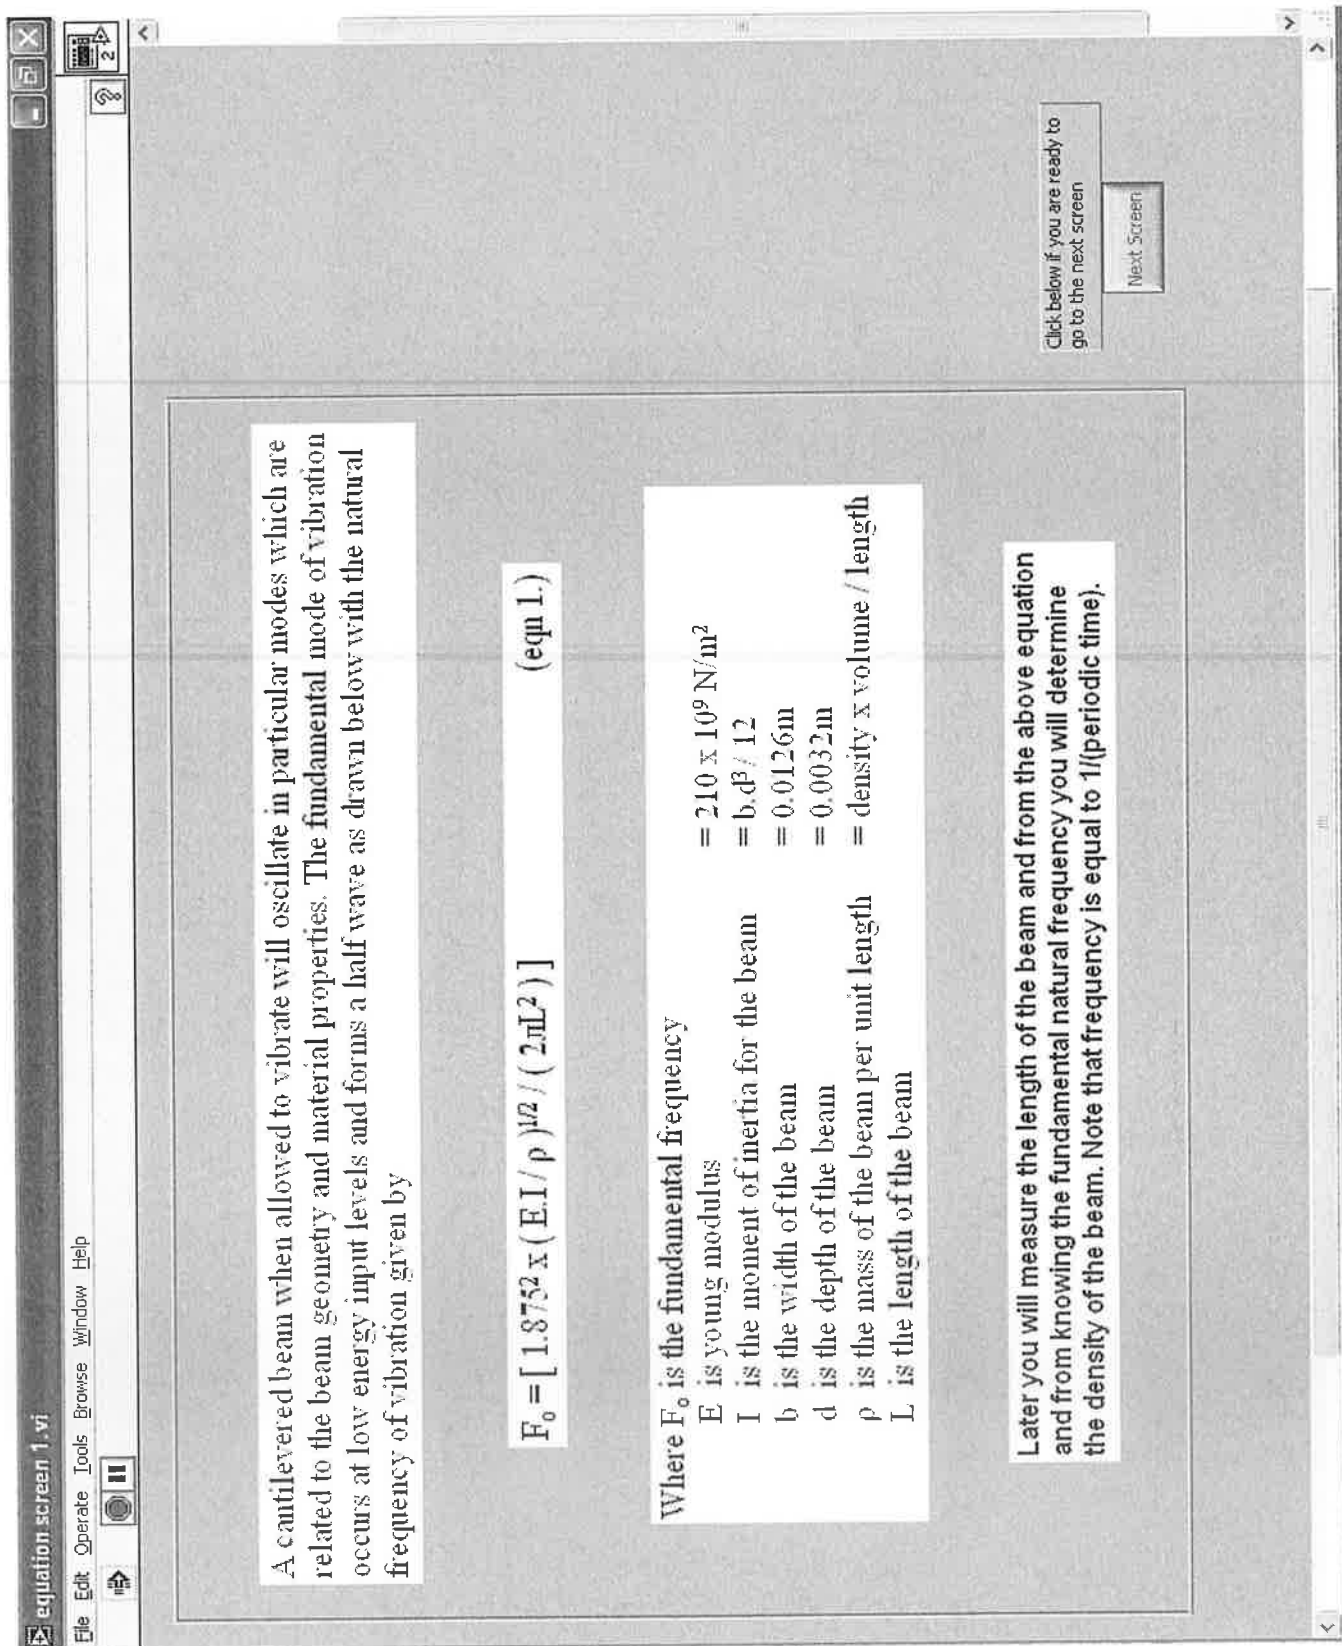 equation screen 1.vi
File Edit Operate Tools Browse Window Help
2
?
A cantilevered beam when allowed to vibrate will oscillate in particular modes which are
related to the beam geometry and material properties. The fundamental mode of vibration
occurs at low energy input levels and forms a half wave as drawn below with the natural
frequency of vibration given by
F₀ = [ 1.875² x ( E.I / ρ )^1/2 / ( 2πL² ) ] (eqn 1.)
Where F₀ is the fundamental frequency
E is young modulus = 210 x 10⁹ N/m²
I is the moment of inertia for the beam = b.d³ / 12
b is the width of the beam = 0.0126m
d is the depth of the beam = 0.0032m
ρ is the mass of the beam per unit length = density x volume / length
L is the length of the beam
Later you will measure the length of the beam and from the above equation
and from knowing the fundamental natural frequency you will determine
the density of the beam. Note that frequency is equal to 1/(periodic time).
Click below if you are ready to
go to the next screen
Next Screen